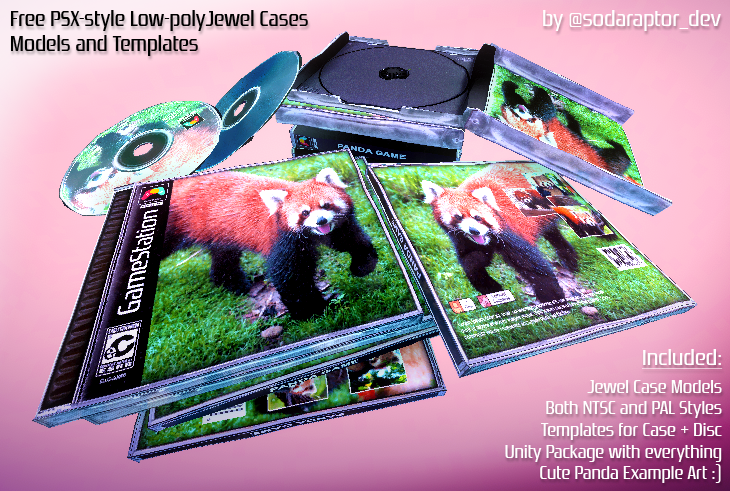 Free PSX-style Low-polyJewel Cases
Models and Templates
by @sodaraptor_dev
PANDA GAME
GameStation
Included:
Jewel Case Models
Both NTSC and PAL Styles
Templates for Case + Disc
Unity Package with everything
Cute Panda Example Art :)